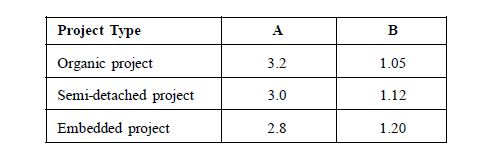 Project Type A B
Organic project 3.2 1.05
Semi-detached project 3.0 1.12
Embedded project 2.8 1.20